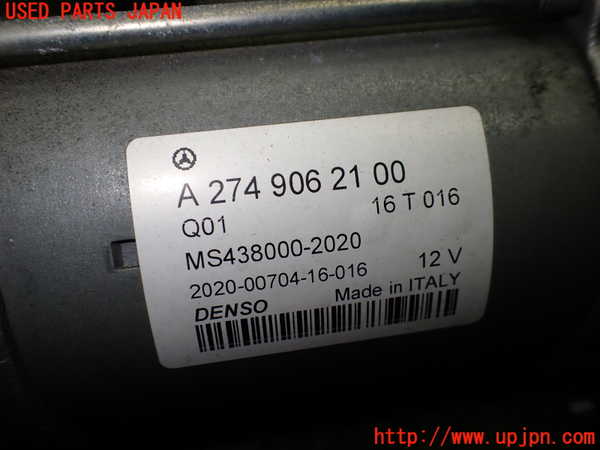 USED PARTS JAPAN
A 274 906 21 00
Q01 16 T 016
MS438000-2020
2020-00704-16-016 12 V
DENSO Made in ITALY
http://www.upjpn.com/